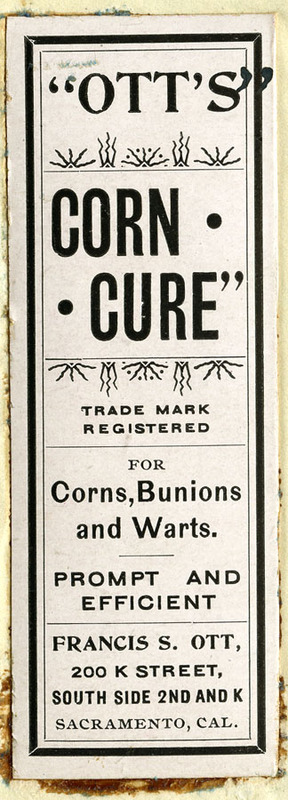 “OTT'S”
CORN •
• CURE”
TRADE MARK
REGISTERED
FOR
Corns,Bunions
and Warts.
PROMPT AND
EFFICIENT
FRANCIS S. OTT,
200 K STREET,
SOUTH SIDE 2ND AND K
SACRAMENTO, CAL.